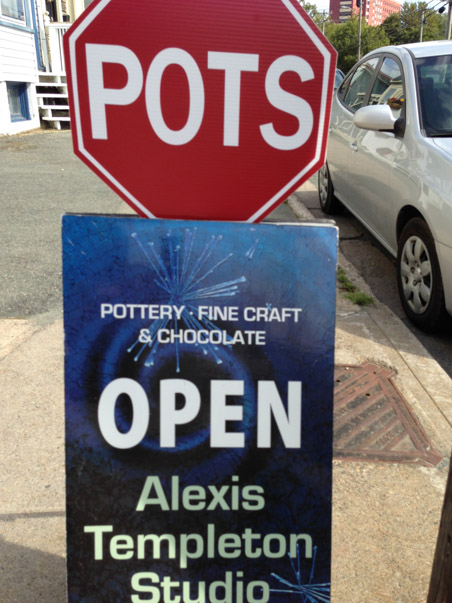 POTS
POTTERY · FINE CRAFT
& CHOCOLATE
OPEN
Alexis
Templeton
Studio